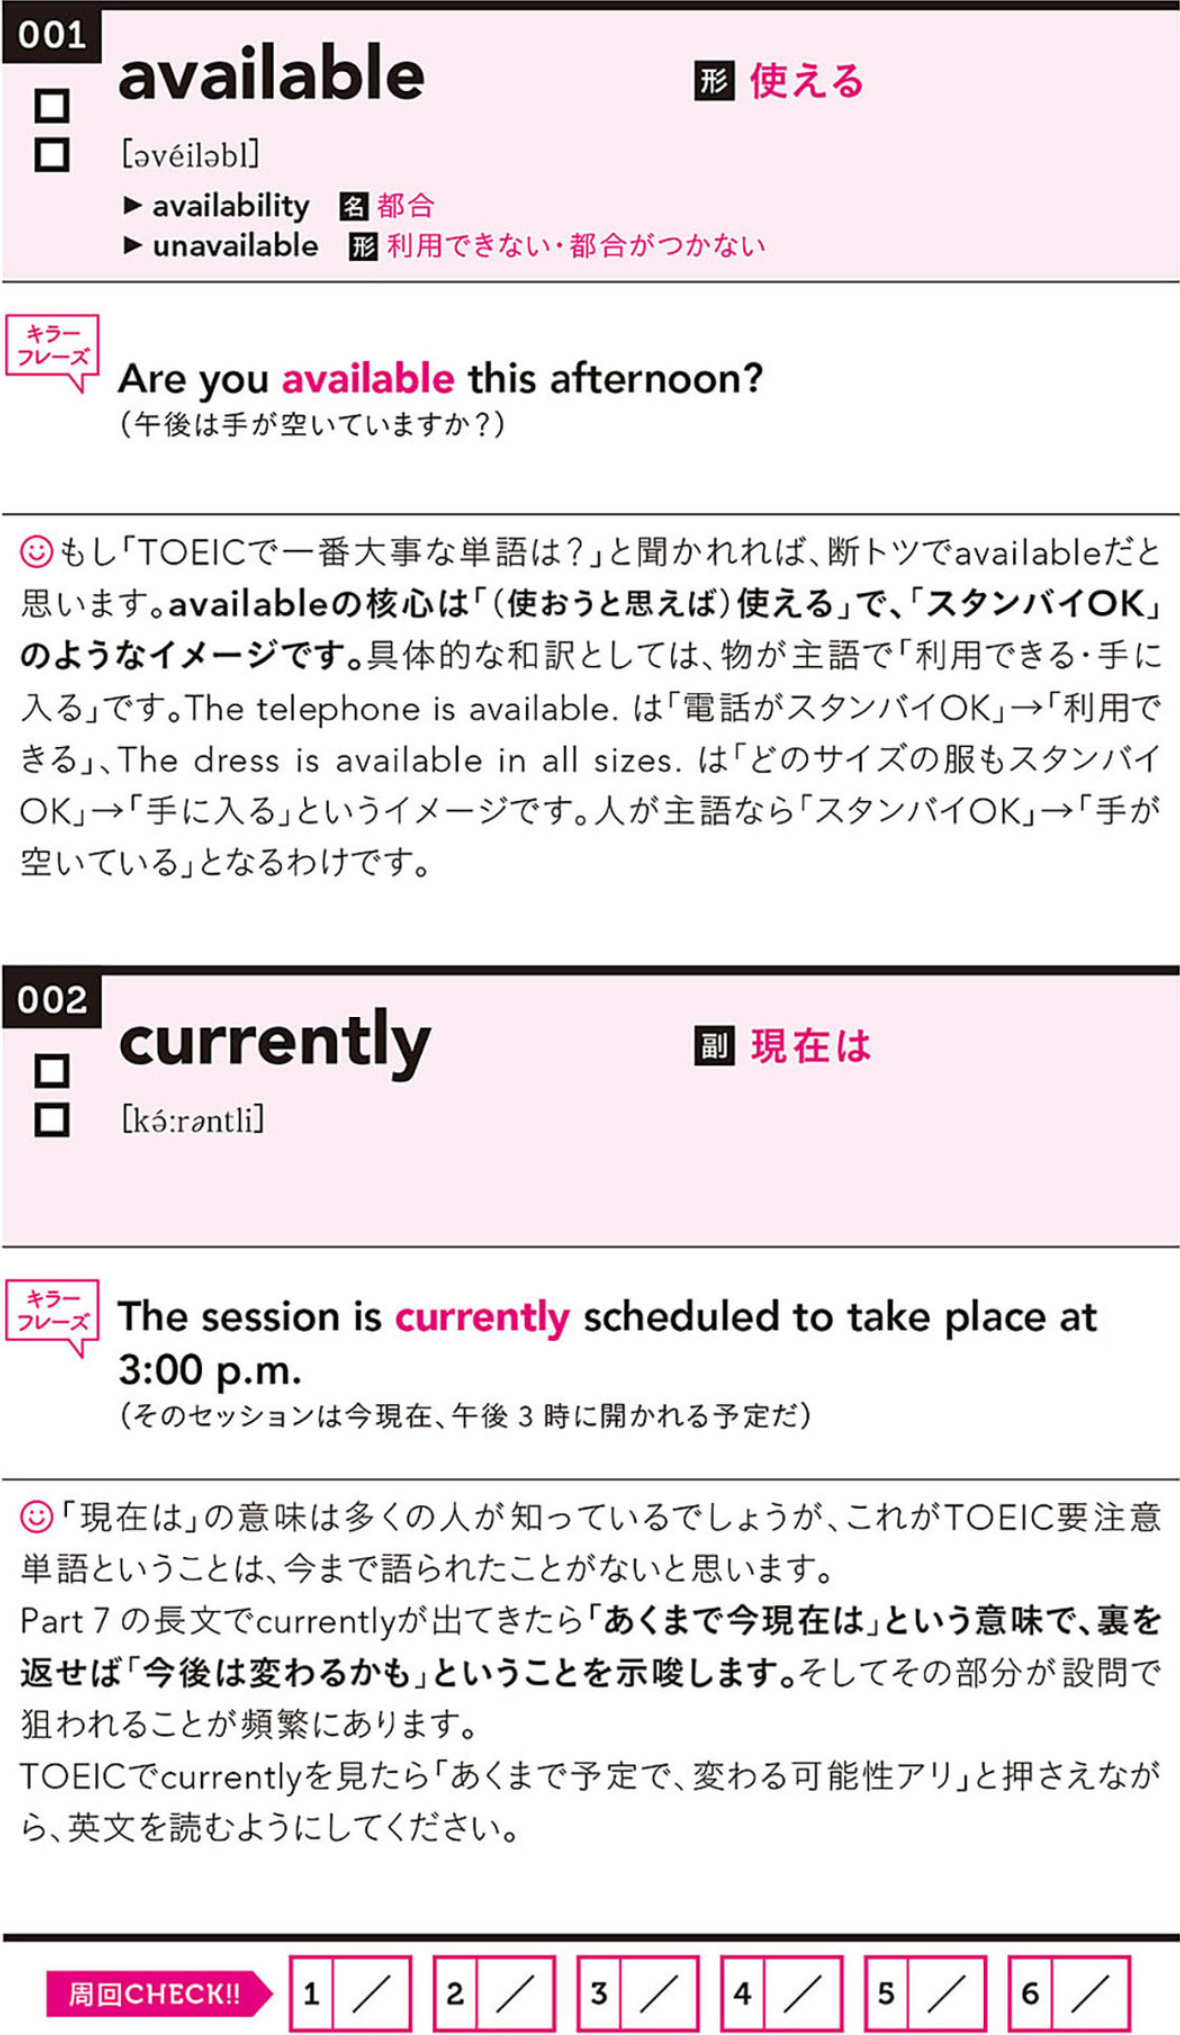 001
available
形 使える
[əvéiləbl]
▶ availability 名 都合
▶ unavailable 形 利用できない・都合がつかない
キラー
フレーズ
Are you available this afternoon?
（午後は手が空いていますか？）
もし「TOEICで一番大事な単語は？」と聞かれれば、断トツでavailableだと
思います。availableの核心は「（使おうと思えば）使える」で、「スタンバイOK」
のようなイメージです。具体的な和訳としては、物が主語で「利用できる・手に
入る」です。The telephone is available. は「電話がスタンバイOK」→「利用で
きる」、The dress is available in all sizes. は「どのサイズの服もスタンバイ
OK」→「手に入る」というイメージです。人が主語なら「スタンバイOK」→「手が
空いている」となるわけです。
002
currently
副 現在は
[kə́ːrəntli]
キラー
フレーズ
The session is currently scheduled to take place at
3:00 p.m.
（そのセッションは今現在、午後 3 時に開かれる予定だ）
「現在は」の意味は多くの人が知っているでしょうが、これがTOEIC要注意
単語ということは、今まで語られたことがないと思います。
Part 7 の長文でcurrentlyが出てきたら「あくまで今現在は」という意味で、裏を
返せば「今後は変わるかも」ということを示唆します。そしてその部分が設問で
狙われることが頻繁にあります。
TOEICでcurrentlyを見たら「あくまで予定で、変わる可能性アリ」と押さえなが
ら、英文を読むようにしてください。
周回CHECK!! 1 ／ 2 ／ 3 ／ 4 ／ 5 ／ 6 ／